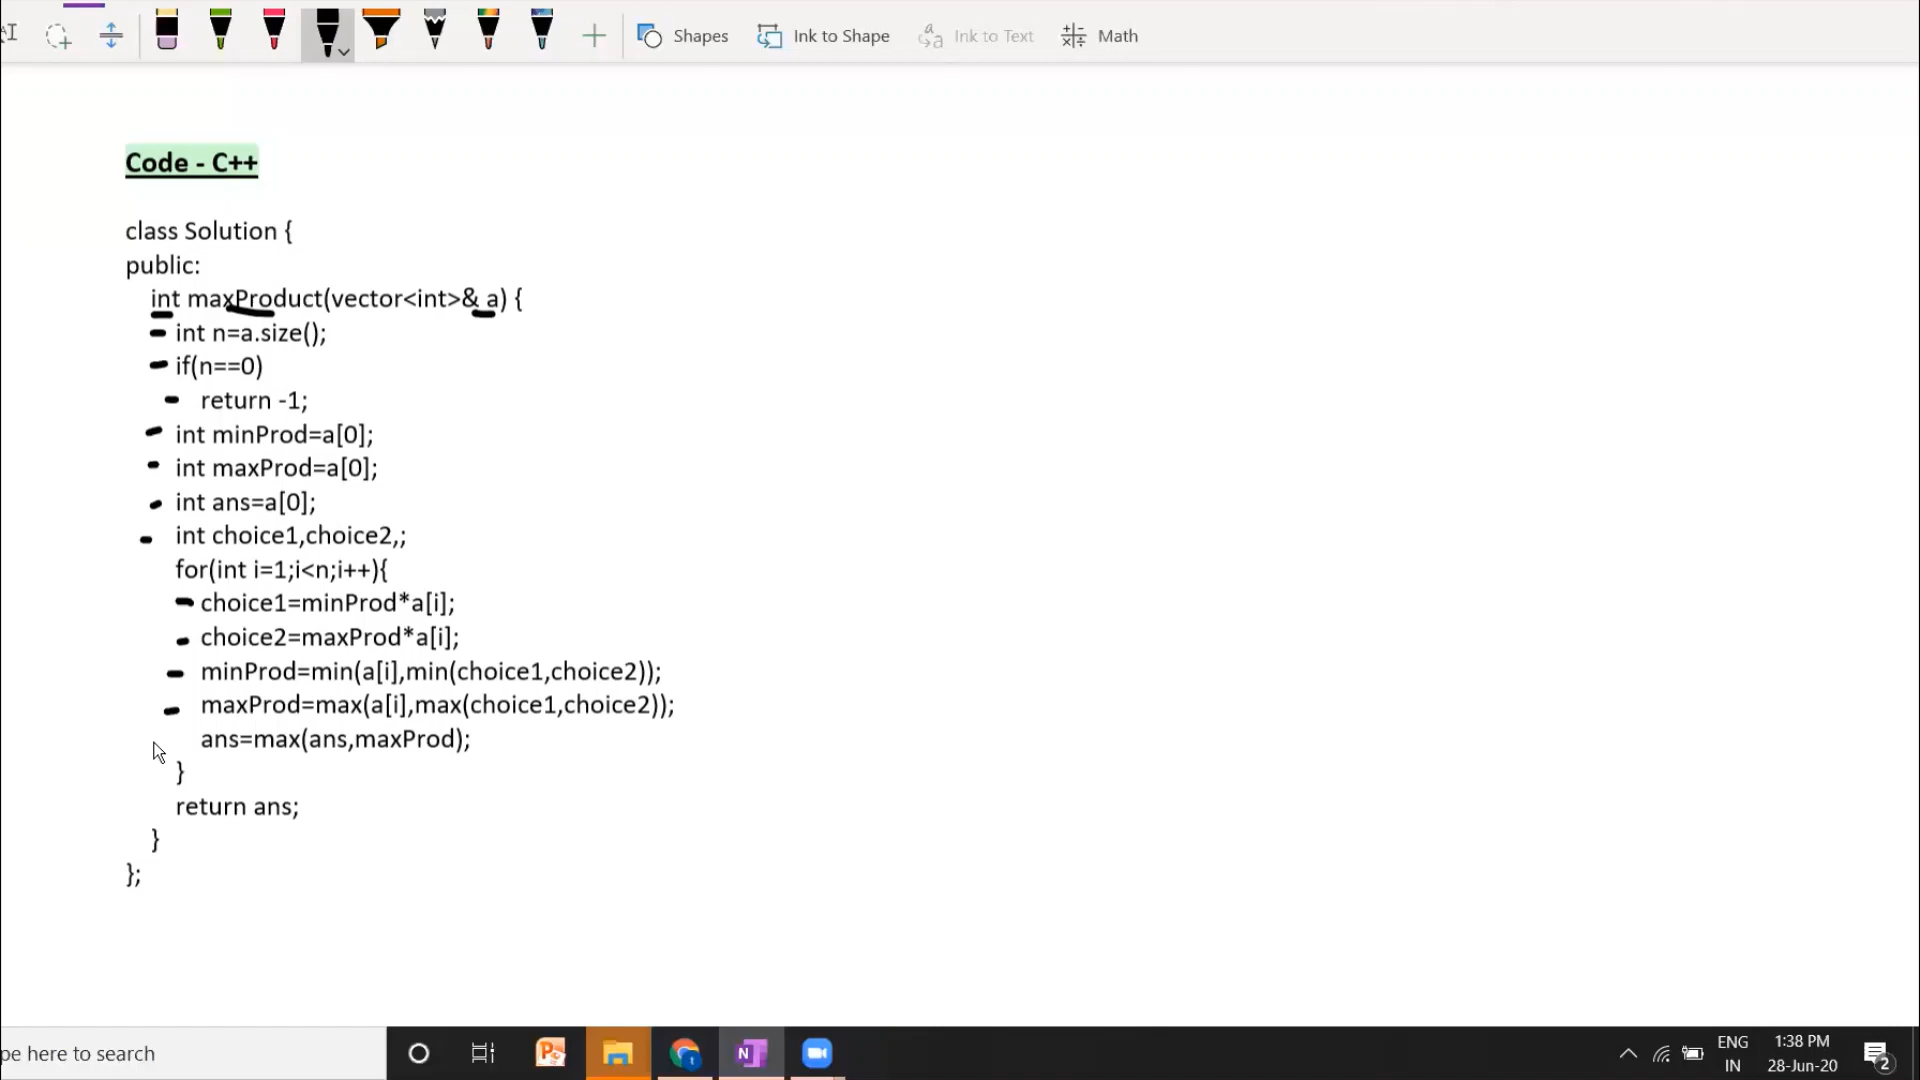 Shapes
Ink to Shape
Ink to Text
Math
Code - C++
class Solution {
public:
int maxProduct(vector<int>& a) {
int n=a.size();
if(n==0)
return -1;
int minProd=a[0];
int maxProd=a[0];
int ans=a[0];
int choice1,choice2,;
for(int i=1;i<n;i++){
choice1=minProd*a[i];
choice2=maxProd*a[i];
minProd=min(a[i],min(choice1,choice2));
maxProd=max(a[i],max(choice1,choice2));
ans=max(ans,maxProd);
}
return ans;
}
};
pe here to search
ENG
IN
1:38 PM
28-Jun-20
2